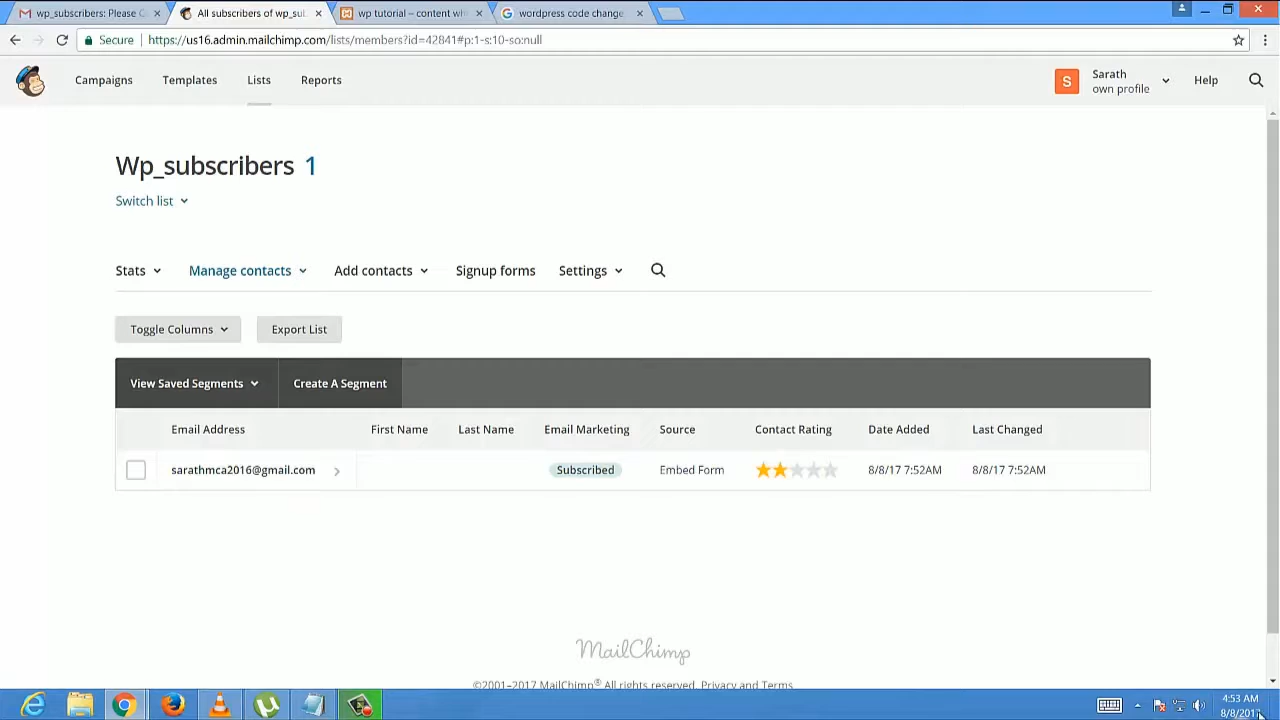 wp_subscribers: Please C
All subscribers of wp_sub
wp tutorial – content wh
wordpress code change
Secure
https://us16.admin.mailchimp.com/lists/members?id=42841#p:1-s:10-so:null
Campaigns
Templates
Lists
Reports
S
Sarath
own profile
Help
Wp_subscribers 1
Switch list
Stats
Manage contacts
Add contacts
Signup forms
Settings
Toggle Columns
Export List
View Saved Segments
Create A Segment
Email Address
First Name
Last Name
Email Marketing
Source
Contact Rating
Date Added
Last Changed
sarathmca2016@gmail.com
Subscribed
Embed Form
8/8/17 7:52AM
8/8/17 7:52AM
MailChimp
©2001–2017 MailChimp® All rights reserved. Privacy and Terms
4:53 AM
8/8/2017